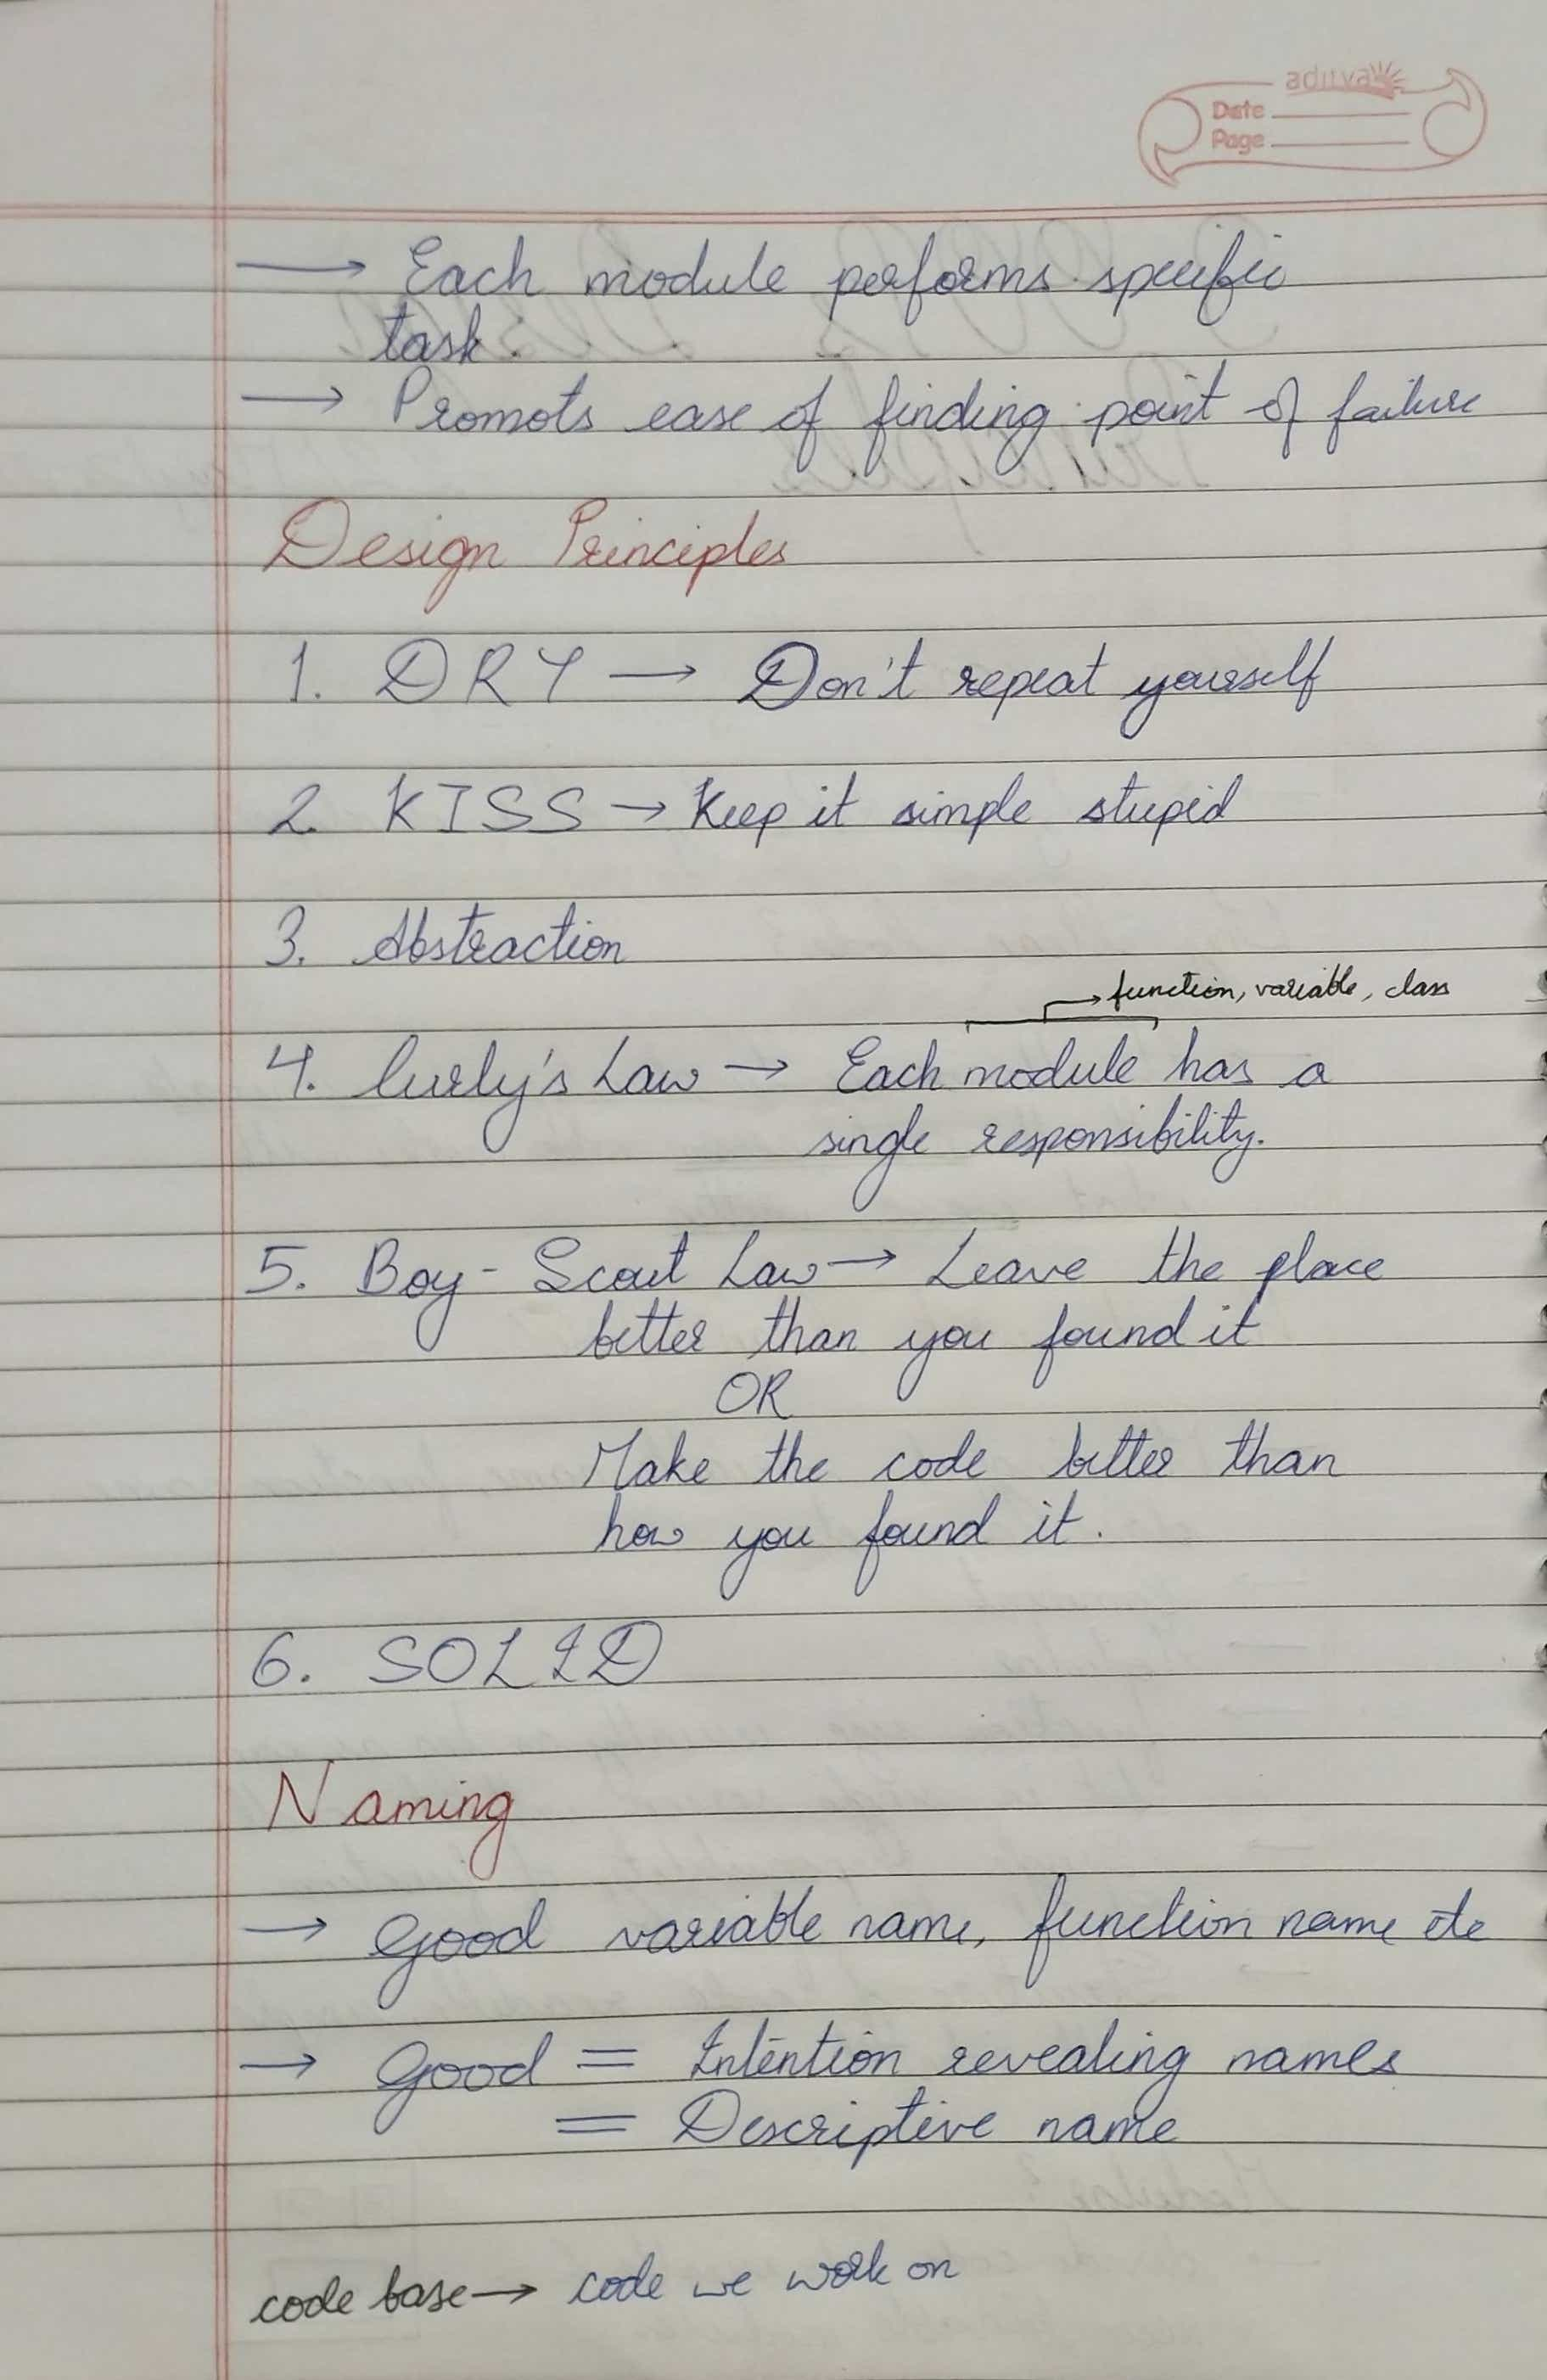 aditya
Date
Page
→ Each module performs specific
task.
→ Promots ease of finding point of failure
Design Principles
1. DRY → Don't repeat yourself
2. KISS → Keep it simple stupid
3. Abstraction
→ function, variable, class
4. Curly's Law → Each module has a
single responsibility.
5. Boy-Scout Law → Leave the place
better than you found it
OR
Make the code better than
how you found it.
6. SOLID
Naming
→ Good variable name, function name etc
→ Good = Intention revealing names
= Descriptive name
code base → code we work on